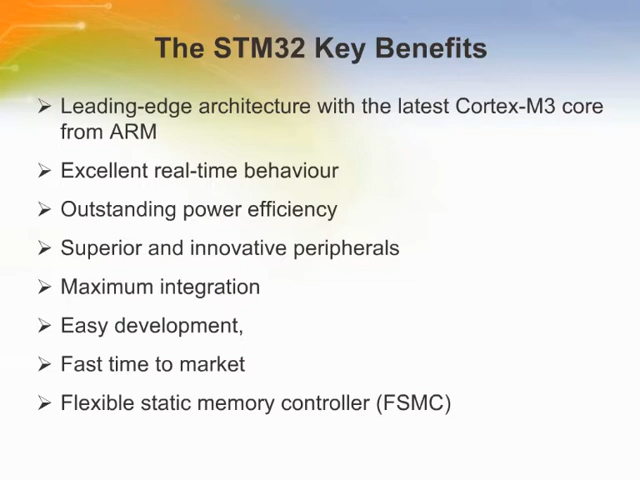 The STM32 Key Benefits
➢ Leading-edge architecture with the latest Cortex-M3 core
from ARM
➢ Excellent real-time behaviour
➢ Outstanding power efficiency
➢ Superior and innovative peripherals
➢ Maximum integration
➢ Easy development,
➢ Fast time to market
➢ Flexible static memory controller (FSMC)